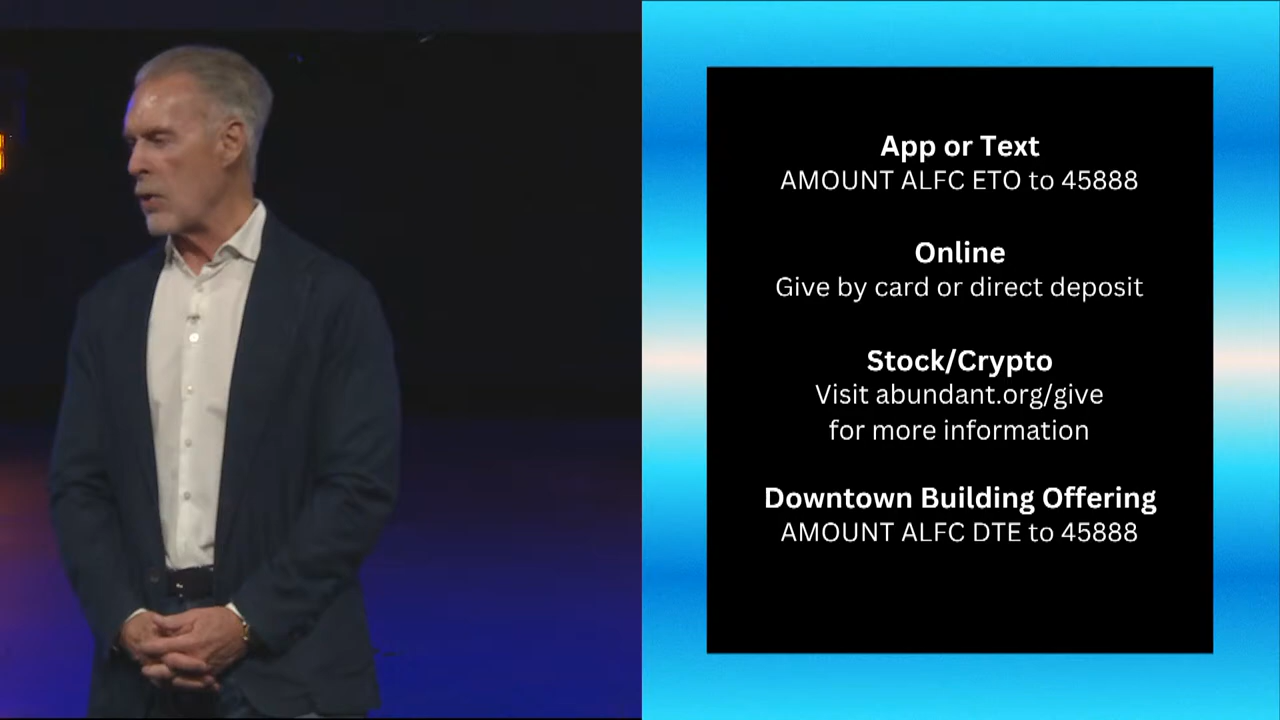 App or Text
AMOUNT ALFC ETO to 45888
Online
Give by card or direct deposit
Stock/Crypto
Visit abundant.org/give
for more information
Downtown Building Offering
AMOUNT ALFC DTE to 45888